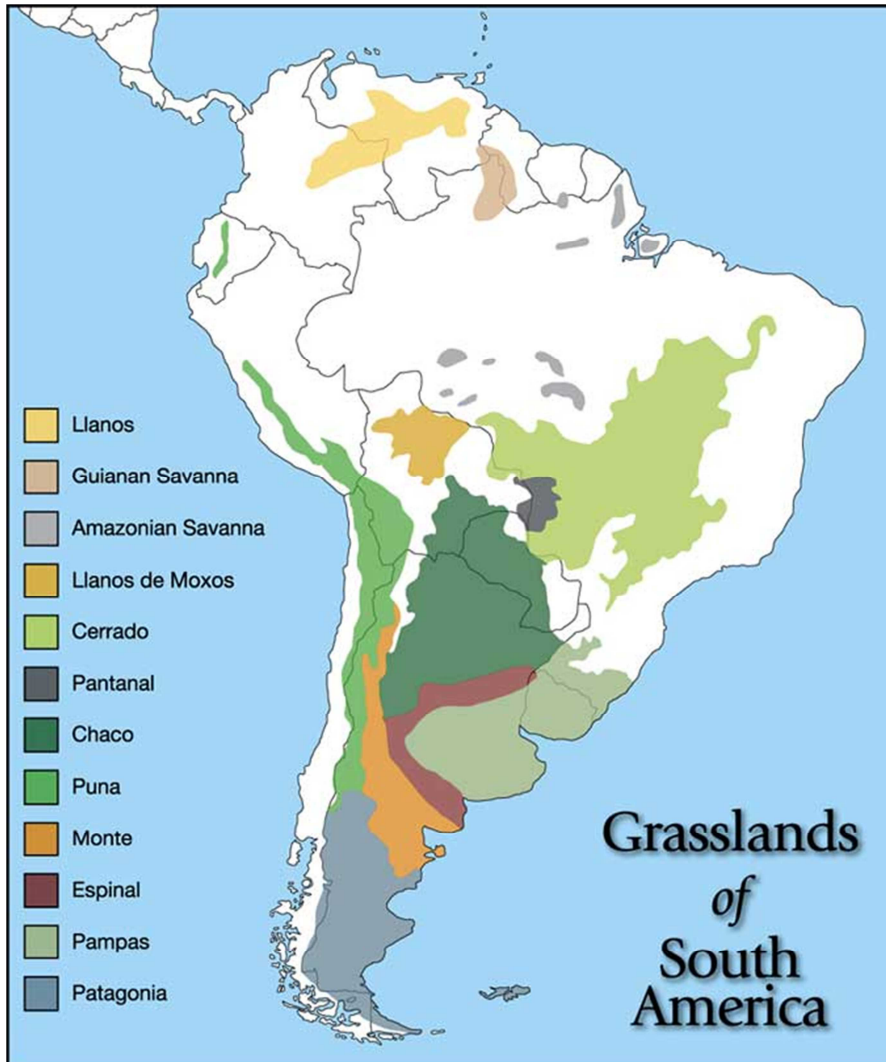 Llanos
Guianan Savanna
Amazonian Savanna
Llanos de Moxos
Cerrado
Pantanal
Chaco
Puna
Monte
Espinal
Pampas
Patagonia
Grasslands
of
South
America